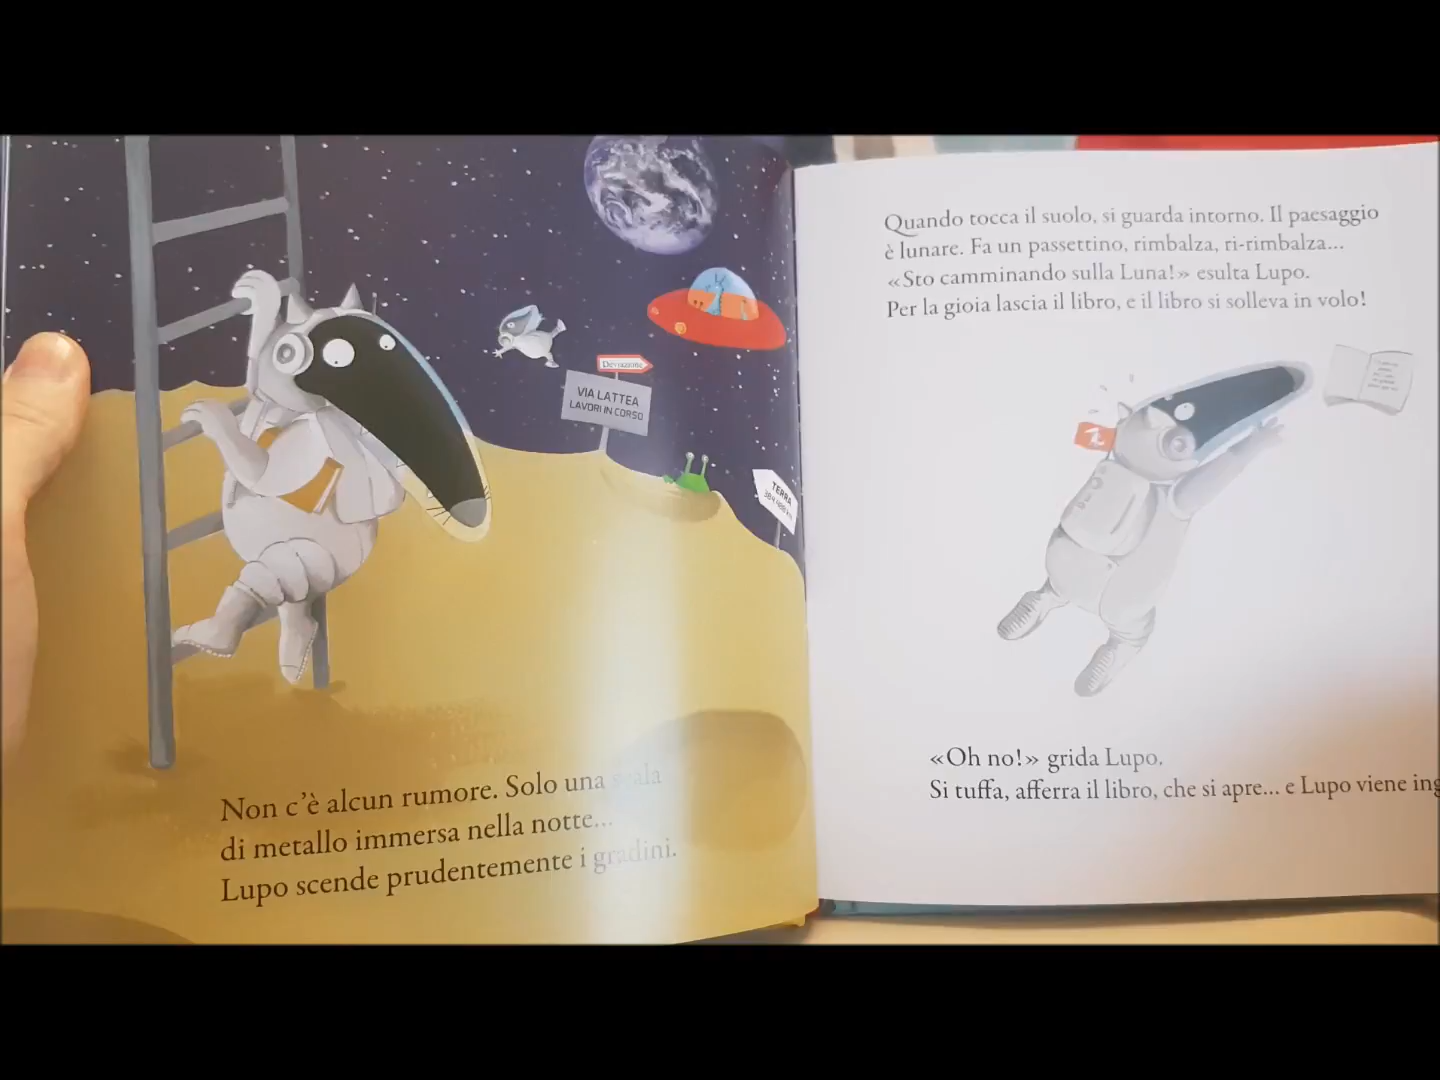 Deviazione
VIA LATTEA
LAVORI IN CORSO
TERRA
Non c'è alcun rumore. Solo una scala
di metallo immersa nella notte...
Lupo scende prudentemente i gradini.
Quando tocca il suolo, si guarda intorno. Il paesaggio
è lunare. Fa un passettino, rimbalza, ri-rimbalza...
«Sto camminando sulla Luna!» esulta Lupo.
Per la gioia lascia il libro, e il libro si solleva in volo!
«Oh no!» grida Lupo.
Si tuffa, afferra il libro, che si apre... e Lupo viene ing